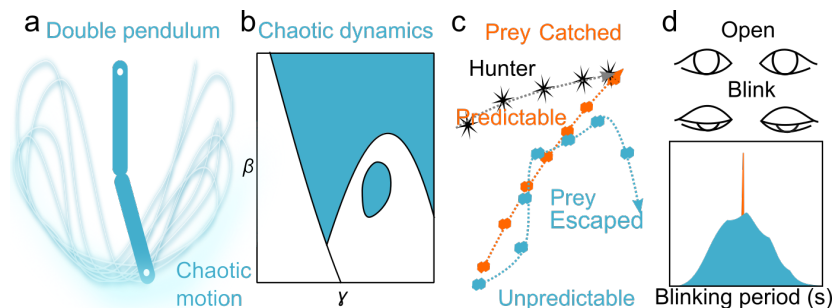 a
Double pendulum
Chaotic
motion
b
Chaotic dynamics
β
γ
c
Prey Catched
Hunter
Predictable
Prey
Escaped
Unpredictable
d
Open
Blink
Blinking period (s)